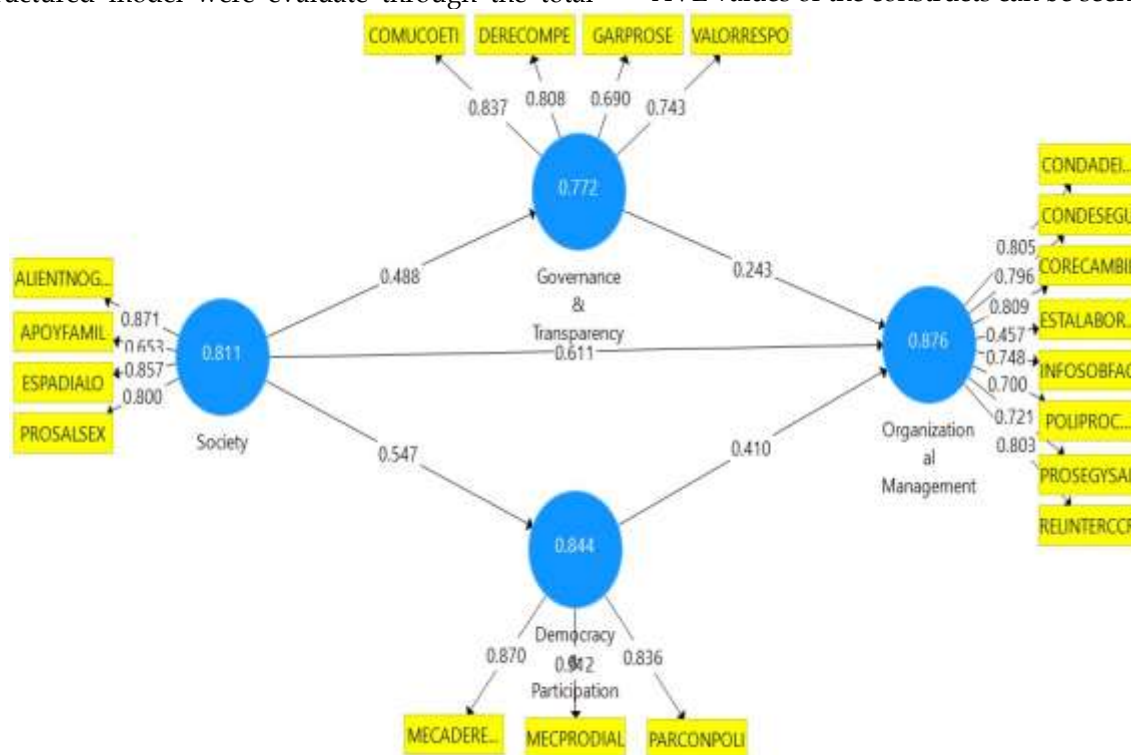 COMUCOETI DERECOMPE GARPROSE VALORRESPO
0.837 0.808 0.690 0.743
0.772
Governance
&
Transparency
ALIENTNOG...
APOYFAMIL
ESPADIALO
PROSALSEX
0.871
0.653
0.857
0.800
0.811
Society
0.488
0.611
0.547
0.243
0.410
0.876
Organization
al
Management
0.805
0.796
0.809
0.457
0.748
0.700
0.721
0.803
CONDADEI...
CONDESEGU
CORECAMBI
ESTALABOR...
INFOSOBFAC
POLIPROC...
PROSEGYSAL
RELINTERCCF
0.844
Democracy
&
Participation
0.870 0.912 0.836
MECADERE... MECPRODIAL PARCONPOLI